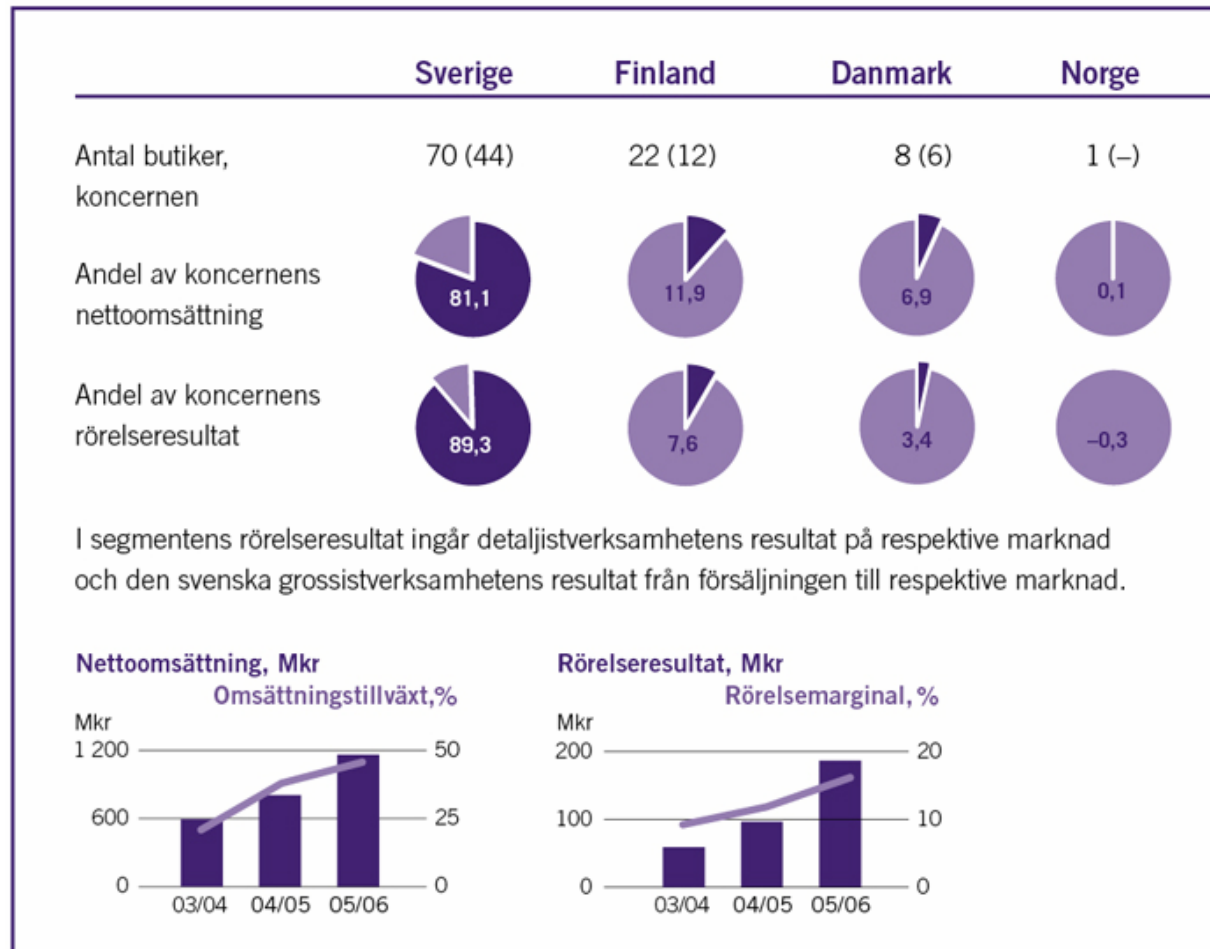 Sverige Finland Danmark Norge
Antal butiker, 70 (44) 22 (12) 8 (6) 1 (–)
koncernen
Andel av koncernens
nettoomsättning
81,1 11,9 6,9 0,1
Andel av koncernens
rörelseresultat
89,3 7,6 3,4 –0,3
I segmentens rörelseresultat ingår detaljistverksamhetens resultat på respektive marknad
och den svenska grossistverksamhetens resultat från försäljningen till respektive marknad.
Nettoomsättning, Mkr
Omsättningstillväxt,%
Mkr
1 200 50
600 25
0 0
03/04 04/05 05/06
Rörelseresultat, Mkr
Rörelsemarginal, %
Mkr
200 20
100 10
0 0
03/04 04/05 05/06